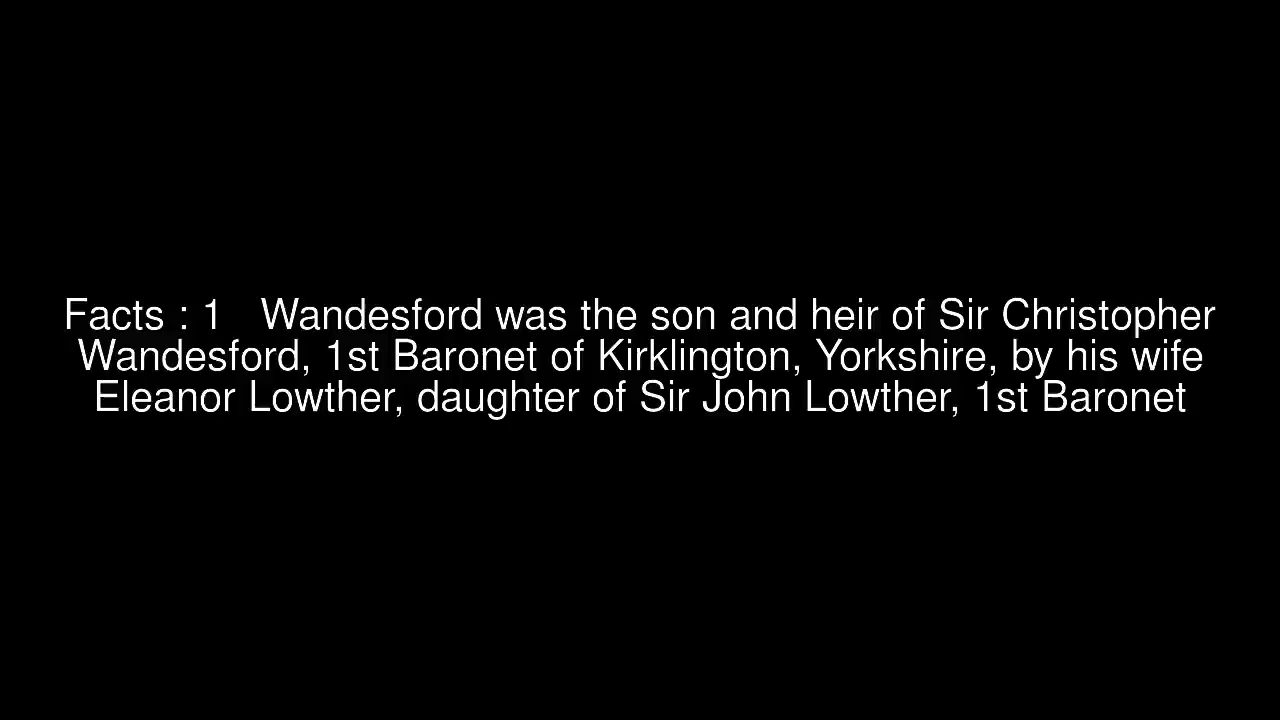 Facts : 1   Wandesford was the son and heir of Sir Christopher
Wandesford, 1st Baronet of Kirklington, Yorkshire, by his wife
Eleanor Lowther, daughter of Sir John Lowther, 1st Baronet